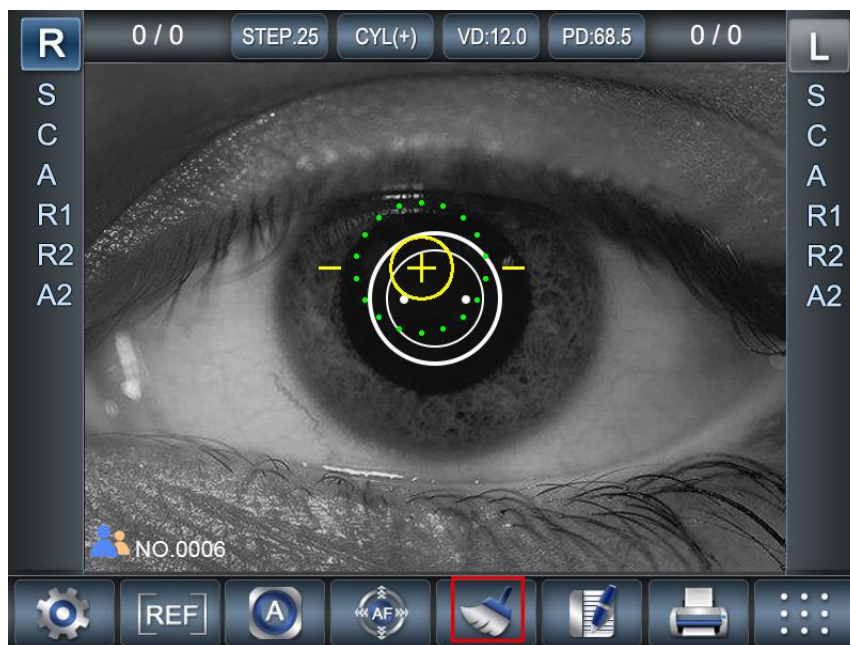 R 0 / 0 STEP.25 CYL(+) VD:12.0 PD:68.5 0 / 0 L
S S
C C
A A
R1 R1
R2 R2
A2 A2
NO.0006
REF A AF